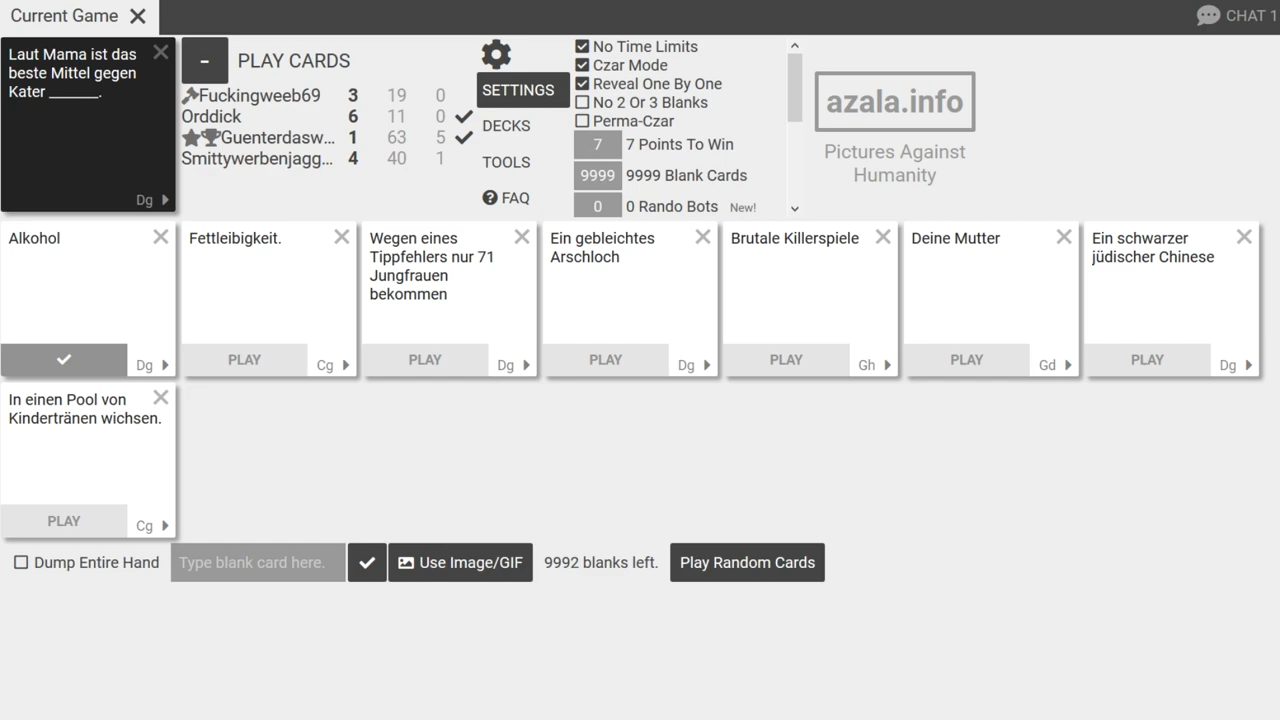 Current Game
CHAT 1
Laut Mama ist das
beste Mittel gegen
Kater ______.
Dg
-
PLAY CARDS
Fuckingweeb69 3 19 0
Orddick 6 11 0
Guenterdasw... 1 63 5
Smittywerbenjagg... 4 40 1
SETTINGS
DECKS
TOOLS
FAQ
No Time Limits
Czar Mode
Reveal One By One
No 2 Or 3 Blanks
Perma-Czar
7 7 Points To Win
9999 9999 Blank Cards
0 0 Rando Bots New!
azala.info
Pictures Against
Humanity
Alkohol
Dg
Fettleibigkeit.
PLAY Cg
Wegen eines
Tippfehlers nur 71
Jungfrauen
bekommen
PLAY Dg
Ein gebleichtes
Arschloch
PLAY Dg
Brutale Killerspiele
PLAY Gh
Deine Mutter
PLAY Gd
Ein schwarzer
jüdischer Chinese
PLAY Dg
In einen Pool von
Kindertränen wichsen.
PLAY Cg
Dump Entire Hand
Type blank card here.
Use Image/GIF
9992 blanks left.
Play Random Cards